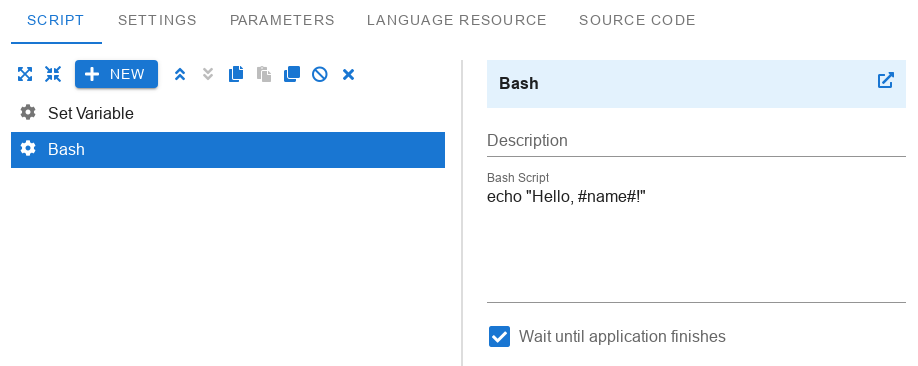 SCRIPT SETTINGS PARAMETERS LANGUAGE RESOURCE SOURCE CODE
NEW
Set Variable
Bash
Bash
Description
Bash Script
echo "Hello, #name#!"
Wait until application finishes